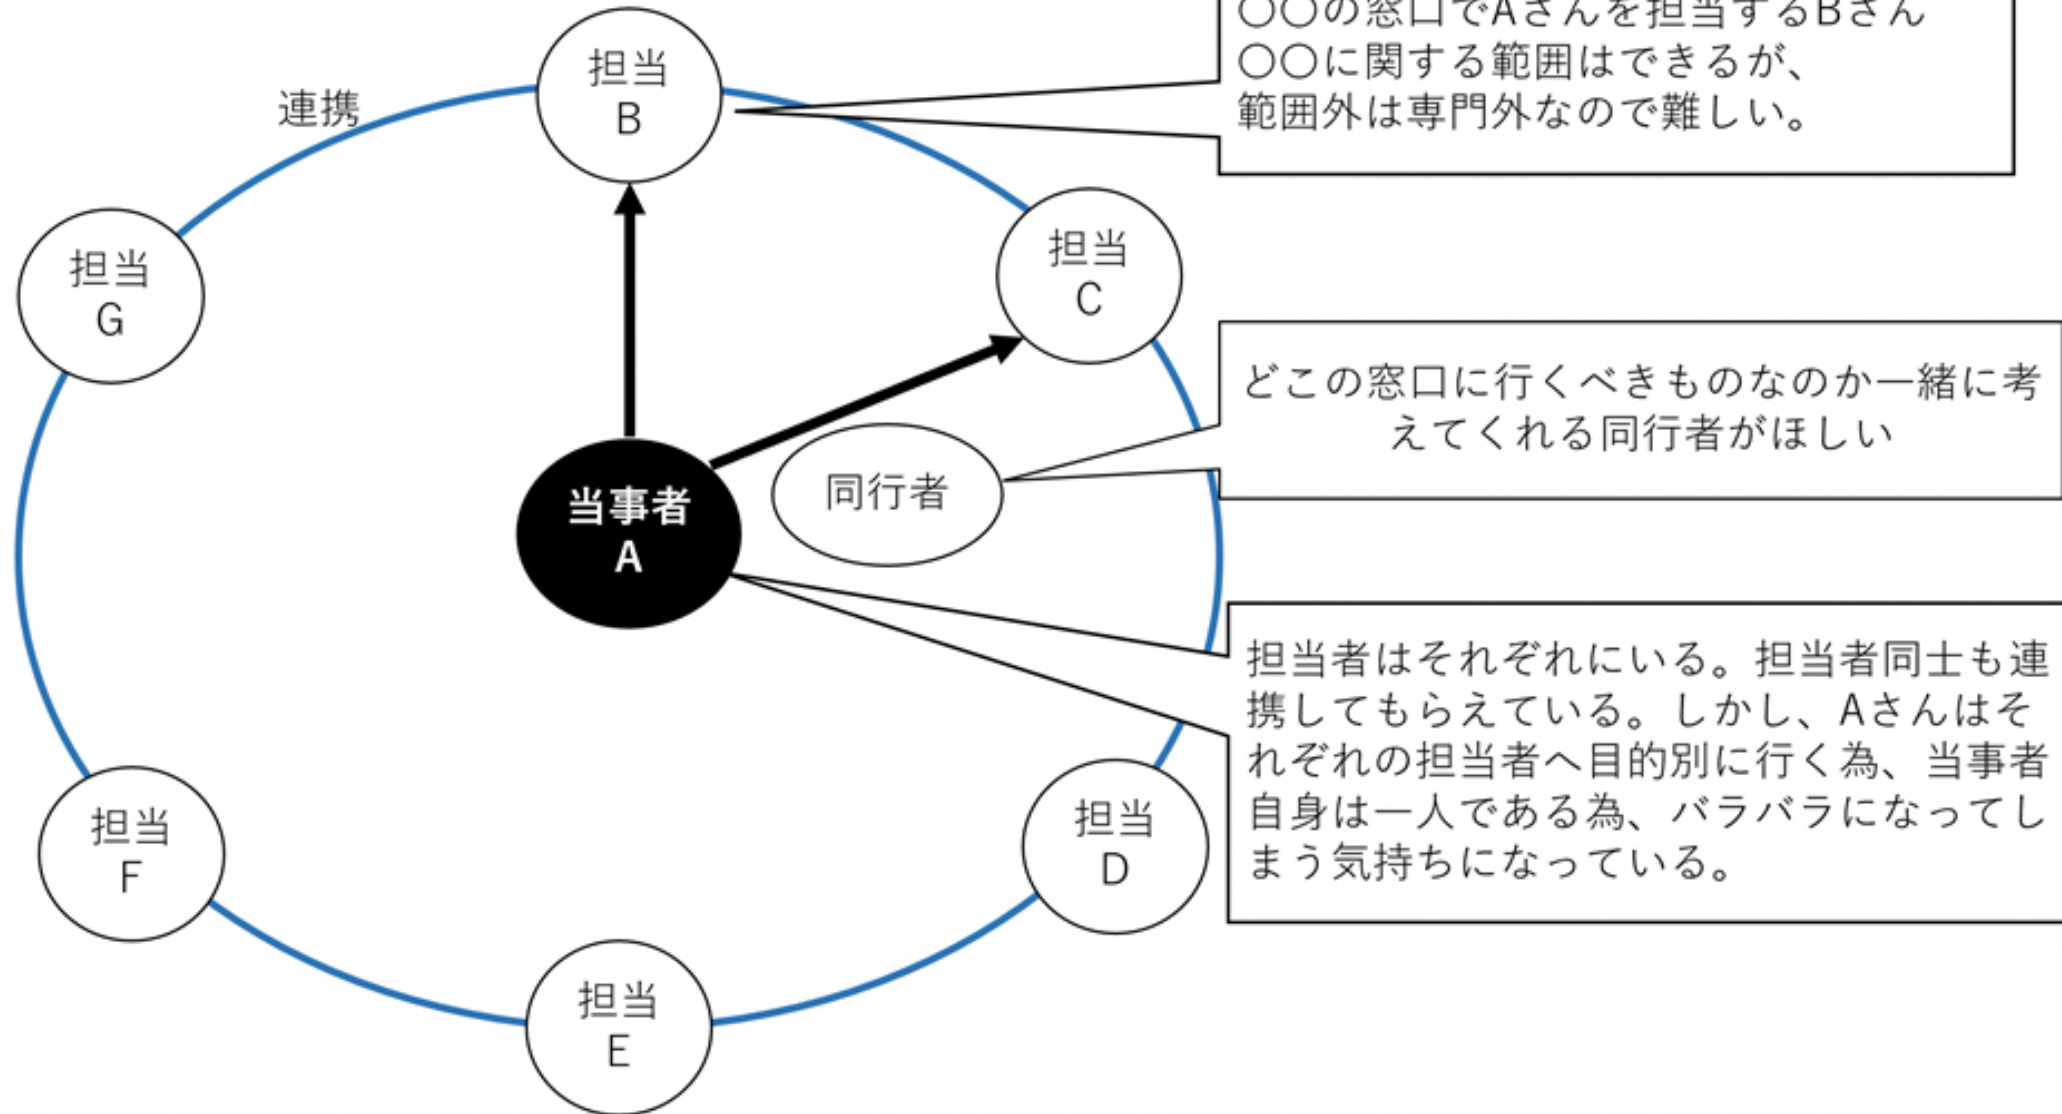 〇〇の窓口でAさんを担当するBさん
〇〇に関する範囲はできるが、
範囲外は専門外なので難しい。
担当
B
連携
担当
C
担当
G
どこの窓口に行くべきものなのか一緒に考
えてくれる同行者がほしい
同行者
当事者
A
担当者はそれぞれにいる。担当者同士も連
携してもらえている。しかし、Aさんはそ
れぞれの担当者へ目的別に行く為、当事者
自身は一人である為、バラバラになってし
まう気持ちになっている。
担当
D
担当
F
担当
E